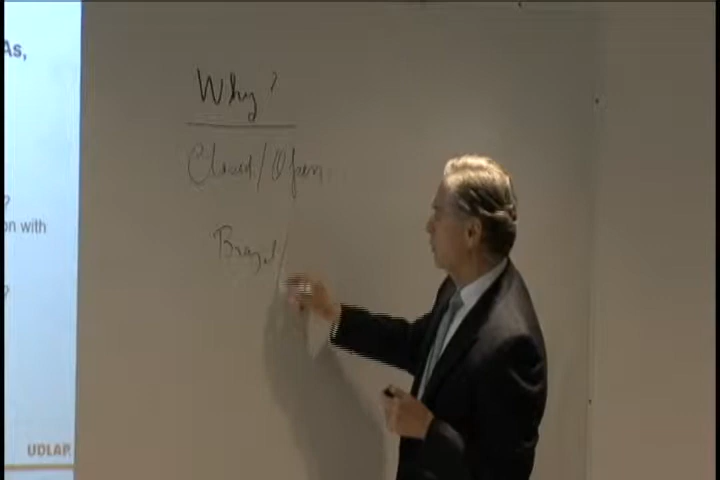 As,
Why?
Closed/Open
?
on with
Brazil
?
UDLAP